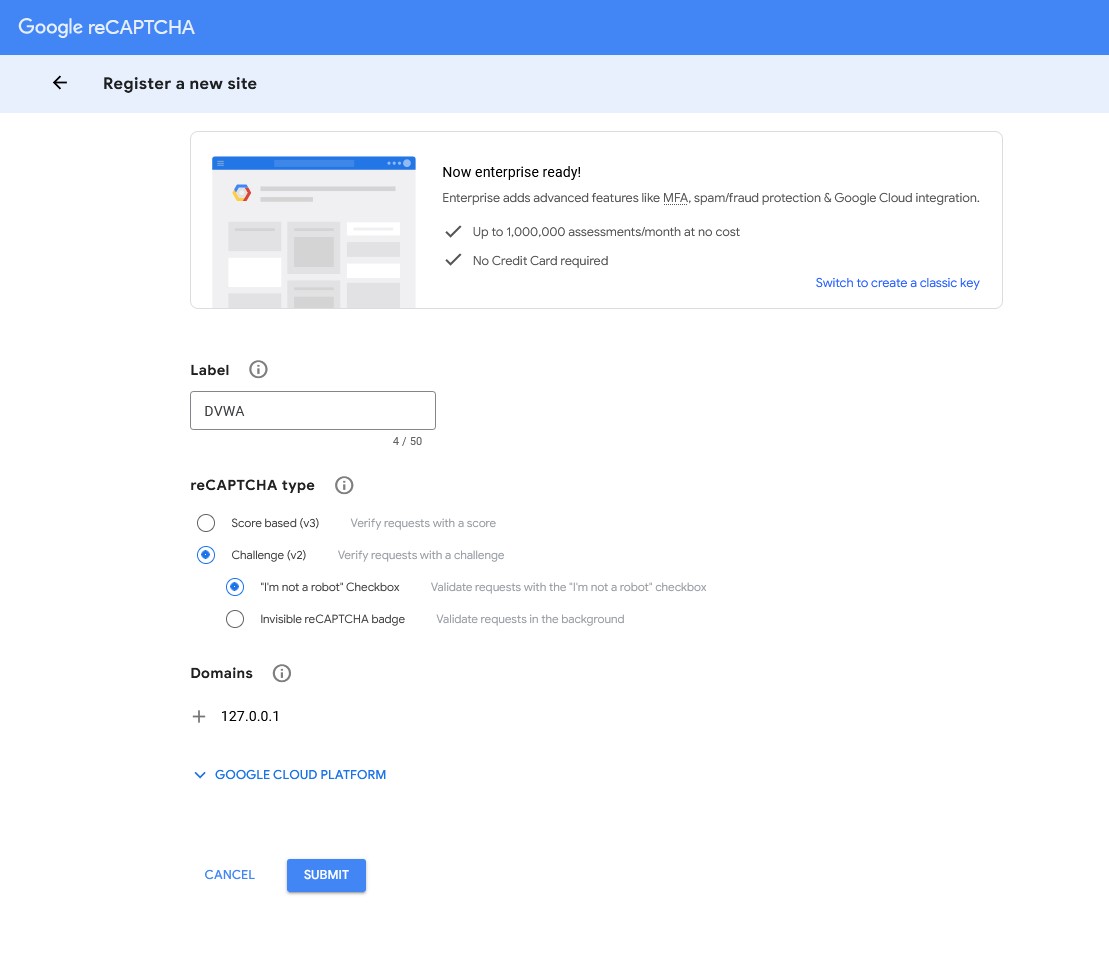 Google reCAPTCHA
Register a new site
Now enterprise ready!
Enterprise adds advanced features like MFA, spam/fraud protection & Google Cloud integration.
Up to 1,000,000 assessments/month at no cost
No Credit Card required
Switch to create a classic key
Label
DVWA
4 / 50
reCAPTCHA type
Score based (v3) Verify requests with a score
Challenge (v2) Verify requests with a challenge
"I'm not a robot" Checkbox Validate requests with the "I'm not a robot" checkbox
Invisible reCAPTCHA badge Validate requests in the background
Domains
127.0.0.1
GOOGLE CLOUD PLATFORM
CANCEL SUBMIT